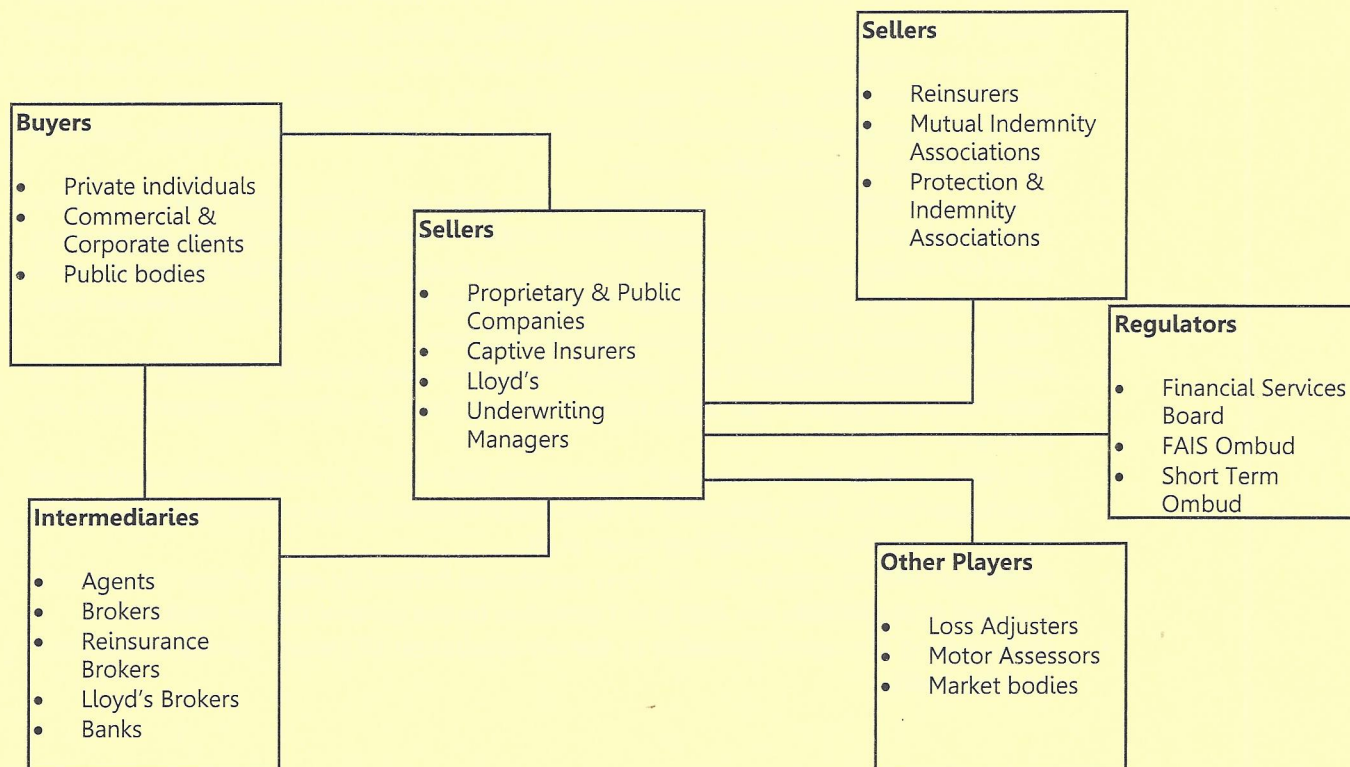 Buyers
• Private individuals
• Commercial &
Corporate clients
• Public bodies
Sellers
• Proprietary & Public
Companies
• Captive Insurers
• Lloyd's
• Underwriting
Managers
Sellers
• Reinsurers
• Mutual Indemnity
Associations
• Protection &
Indemnity
Associations
Regulators
• Financial Services
Board
• FAIS Ombud
• Short Term
Ombud
Intermediaries
• Agents
• Brokers
• Reinsurance
Brokers
• Lloyd's Brokers
• Banks
Other Players
• Loss Adjusters
• Motor Assessors
• Market bodies